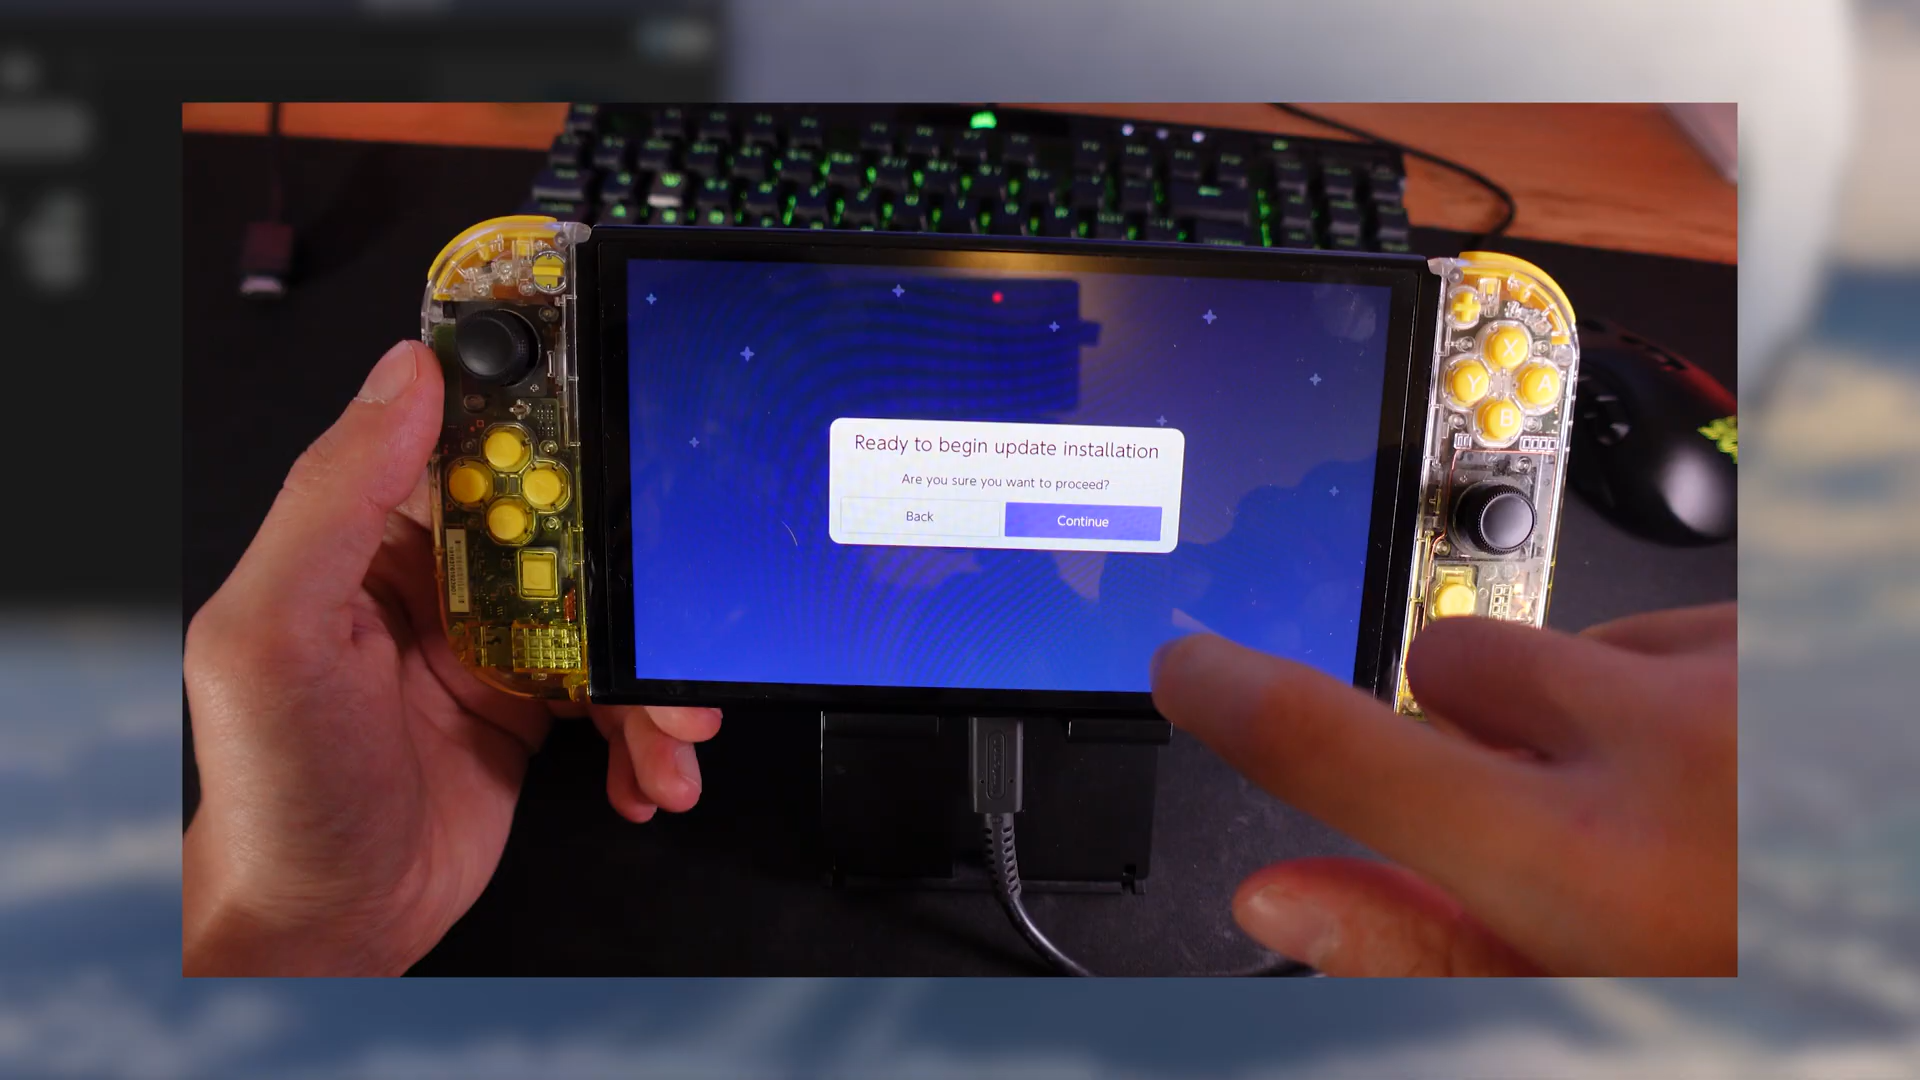 Ready to begin update installation
Are you sure you want to proceed?
Back
Continue
X
Y
A
B